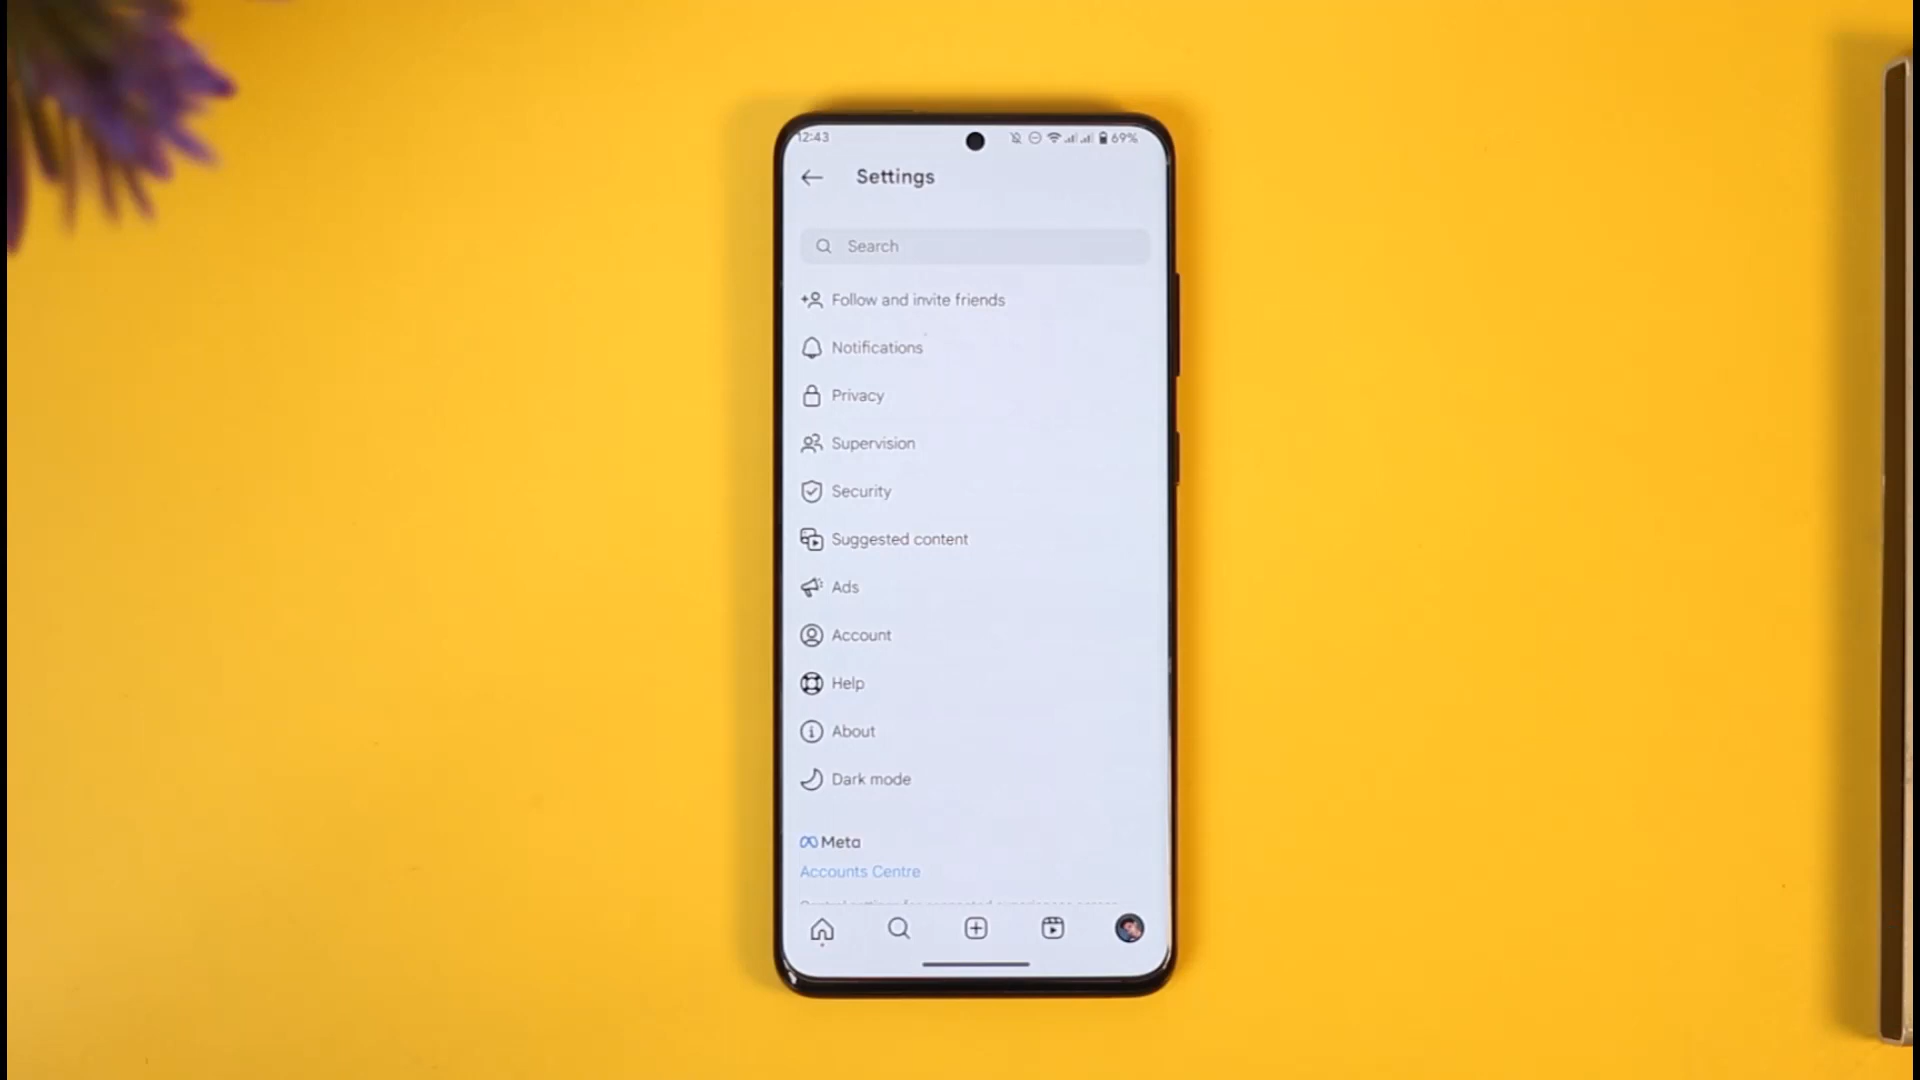 12:43
69%
Settings
Search
Follow and invite friends
Notifications
Privacy
Supervision
Security
Suggested content
Ads
Account
Help
About
Dark mode
Meta
Accounts Centre